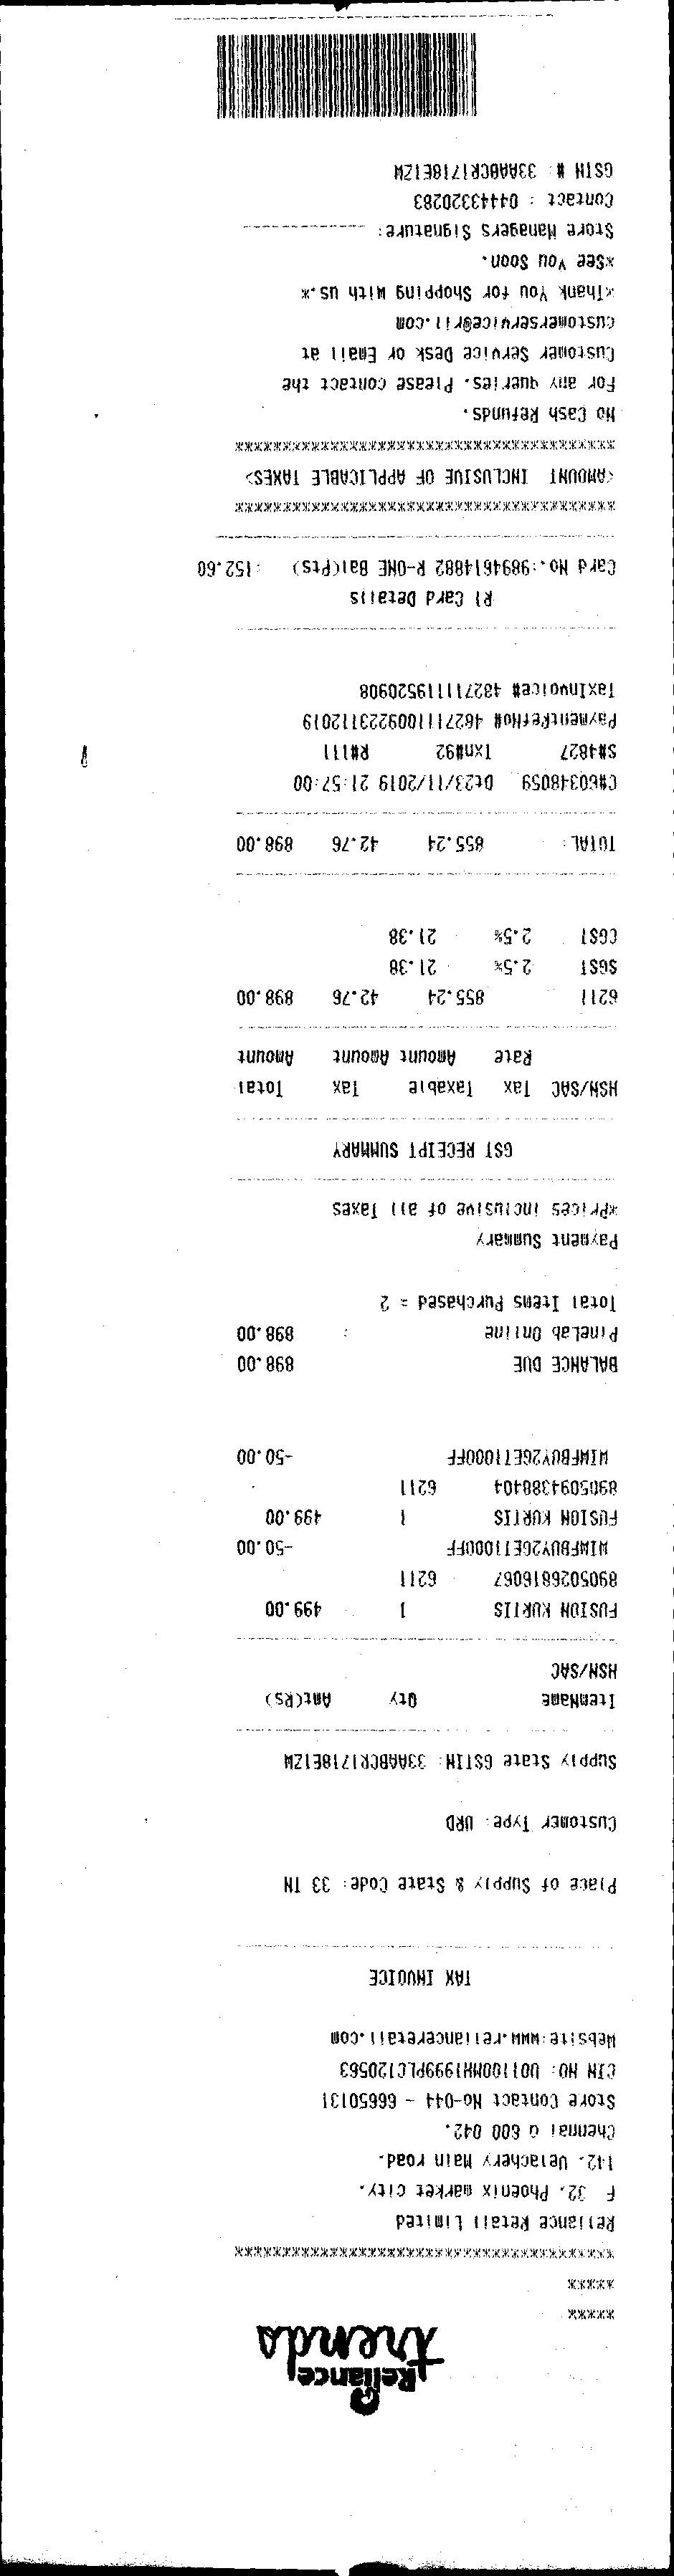 Reliance
trends
*****
*****
****************************************
Reliance Retail Limited
F 32, Phoenix market City,
142, Velachery Main road,
Chennai a 600 042.
Store Contact No-044 - 66650131
CIN NO: U01100MH1999PLC120563
Website:www.relianceretail.com
TAX INVOICE
Place of Supply & State Code: 33 TN
Customer Type: URD
Supply State GSTIN: 33AABCR1718E1ZW
ItemName Qty Amt(Rs)
HSN/SAC
FUSION KURTIS 1 499.00
8905026816067 6211
WIMFBUY2GET100OFF -50.00
FUSION KURTIS 1 499.00
8905094388404 6211
WIMFBUY2GET100OFF -50.00
BALANCE DUE 898.00
PineLab Online : 898.00
Total Items Purchased = 2
Payment Summary
*Prices inclusive of all Taxes
GST RECEIPT SUMMARY
HSN/SAC Tax Taxable Tax Total
Rate Amount Amount Amount
6211 855.24 42.76 898.00
SGST 2.5% 21.38
CGST 2.5% 21.38
TOTAL: 855.24 42.76 898.00
C#60348059 Dt23/11/2019 21:57:00
S#4827 Txn#92 R#111
PaymentRefNo# 482711100922311​2019
TaxInvoice# 4827111119520908
R1 Card Details
Card No.:9894614882 R-ONE Bal(Pts) :152.60
****************************************
<AMOUNT INCLUSIVE OF APPLICABLE TAXES>
****************************************
No Cash Refunds.
For any queries. Please contact the
Customer Service Desk or Email at
customerservice@ril.com
*Thank You for Shopping with us.*
*See You Soon.
Store Managers Signature: ---------------
Contact : 04443320283
GSTN #: 33AABCR1718E1ZW